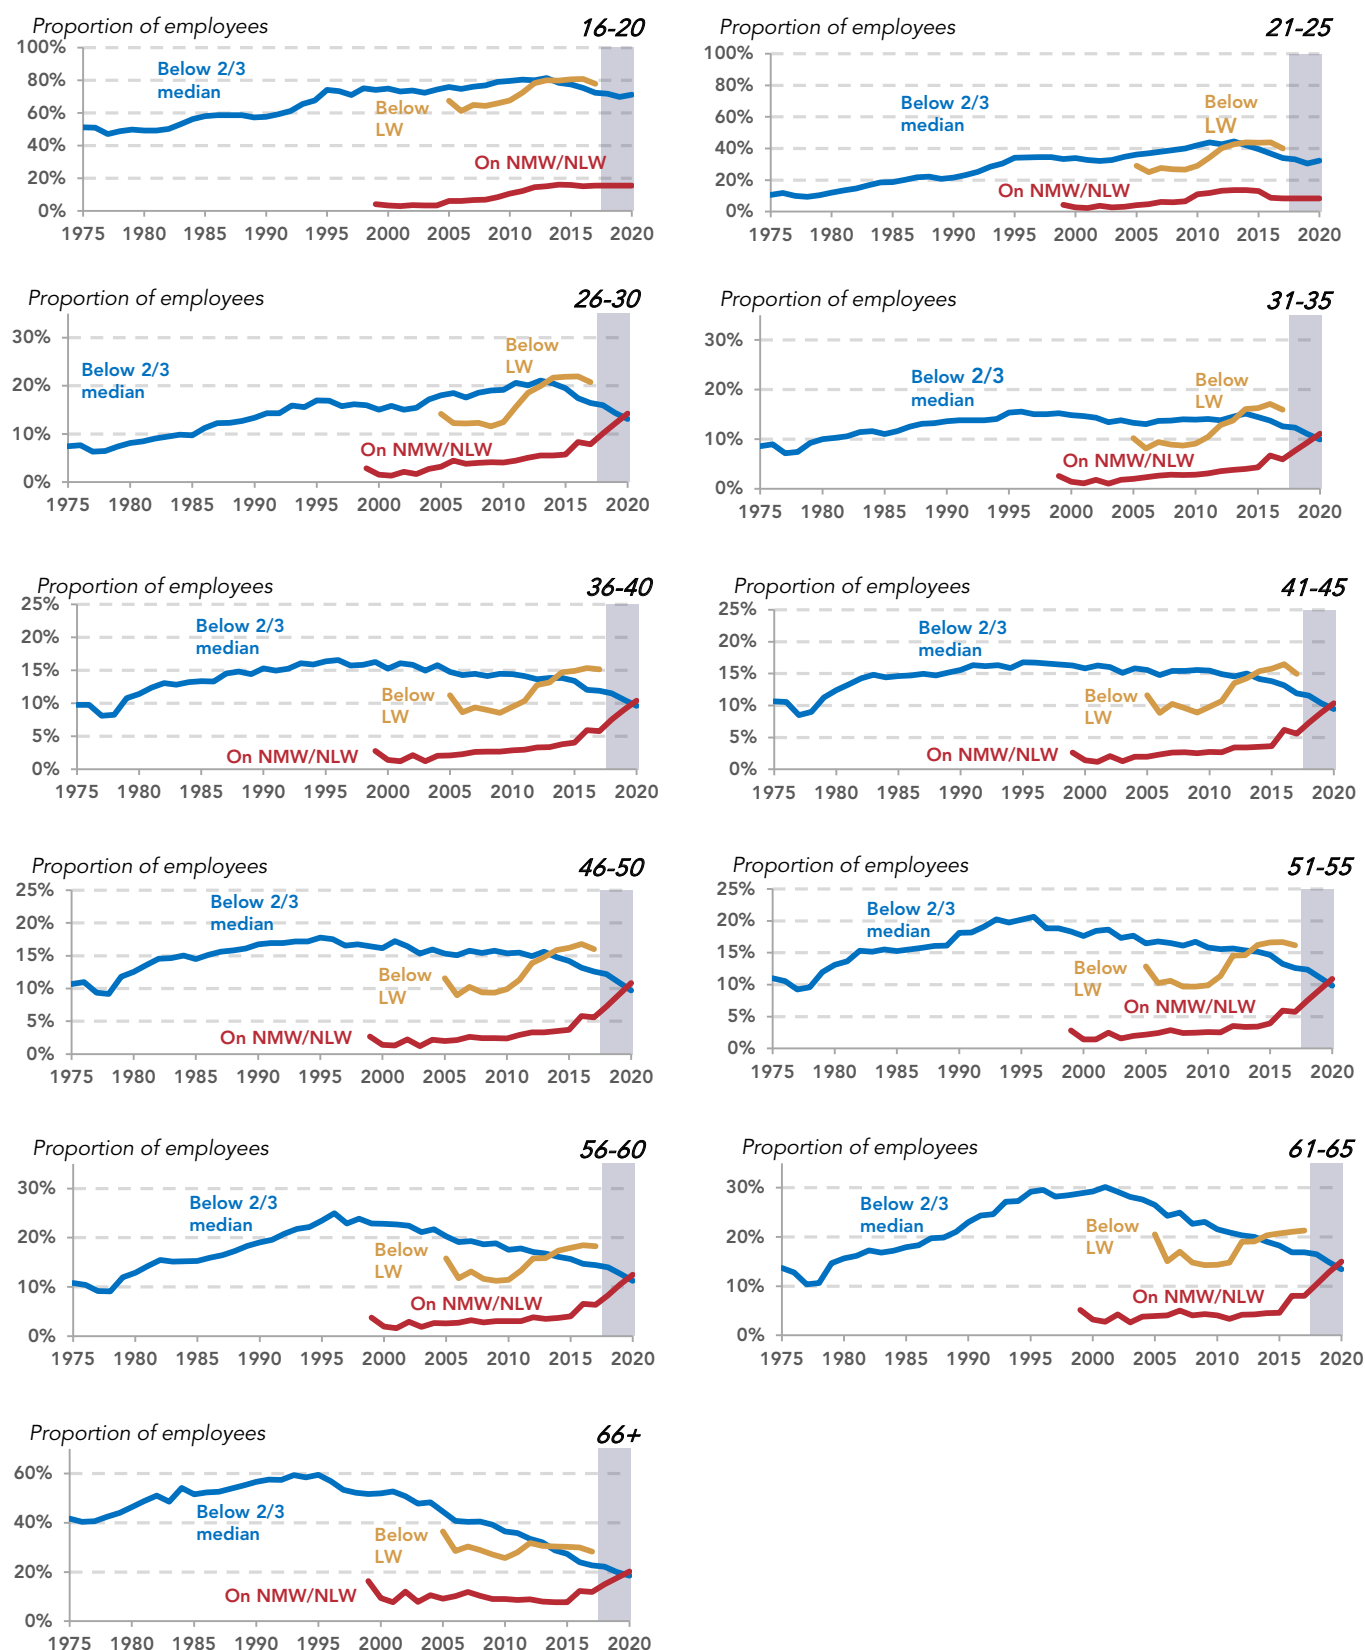 Proportion of employees
16-20
100%
80%
60%
40%
20%
0%
Below 2/3
median
Below
LW
On NMW/NLW
1975 1980 1985 1990 1995 2000 2005 2010 2015 2020
Proportion of employees
21-25
100%
80%
60%
40%
20%
0%
Below 2/3
median
Below
LW
On NMW/NLW
1975 1980 1985 1990 1995 2000 2005 2010 2015 2020
Proportion of employees
26-30
30%
20%
10%
0%
Below 2/3
median
Below
LW
On NMW/NLW
1975 1980 1985 1990 1995 2000 2005 2010 2015 2020
Proportion of employees
31-35
30%
20%
10%
0%
Below 2/3
median
Below
LW
On NMW/NLW
1975 1980 1985 1990 1995 2000 2005 2010 2015 2020
Proportion of employees
36-40
25%
20%
15%
10%
5%
0%
Below 2/3
median
Below
LW
On NMW/NLW
1975 1980 1985 1990 1995 2000 2005 2010 2015 2020
Proportion of employees
41-45
25%
20%
15%
10%
5%
0%
Below 2/3
median
Below
LW
On NMW/NLW
1975 1980 1985 1990 1995 2000 2005 2010 2015 2020
Proportion of employees
46-50
25%
20%
15%
10%
5%
0%
Below 2/3
median
Below
LW
On NMW/NLW
1975 1980 1985 1990 1995 2000 2005 2010 2015 2020
Proportion of employees
51-55
25%
20%
15%
10%
5%
0%
Below 2/3
median
Below
LW
On NMW/NLW
1975 1980 1985 1990 1995 2000 2005 2010 2015 2020
Proportion of employees
56-60
30%
20%
10%
0%
Below 2/3
median
Below
LW
On NMW/NLW
1975 1980 1985 1990 1995 2000 2005 2010 2015 2020
Proportion of employees
61-65
30%
20%
10%
0%
Below 2/3
median
Below
LW
On NMW/NLW
1975 1980 1985 1990 1995 2000 2005 2010 2015 2020
Proportion of employees
66+
60%
40%
20%
0%
Below 2/3
median
Below
LW
On NMW/NLW
1975 1980 1985 1990 1995 2000 2005 2010 2015 2020